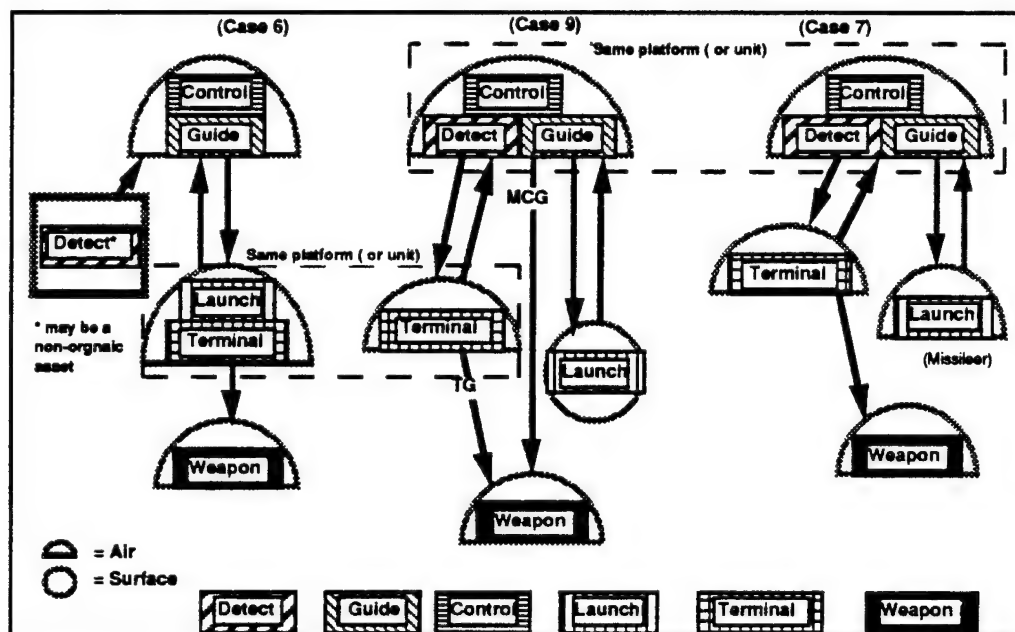 (Case 6)
(Case 9)
(Case 7)
Same platform ( or unit)
Control
Guide
Detect*
Same platform ( or unit)
Launch
Terminal
* may be a
non-orgnaic
asset
Weapon
Control
Detect
Guide
MCG
Terminal
TG
Launch
Weapon
Control
Detect
Guide
Terminal
Launch
(Missileer)
Weapon
= Air
= Surface
Detect
Guide
Control
Launch
Terminal
Weapon